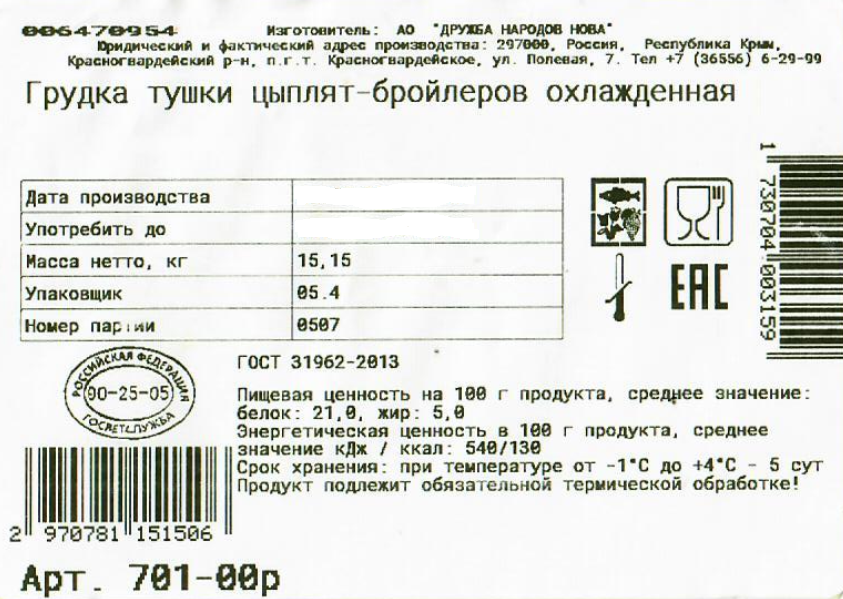 006470954 Изготовитель: АО "ДРУЖБА НАРОДОВ НОВА"
Юридический и фактический адрес производства: 297000, Россия, Республика Крым,
Красногвардейский р-н, п.г.т. Красногвардейское, ул. Полевая, 7. Тел +7 (36556) 6-29-99
Грудка тушки цыплят-бройлеров охлажденная
Дата производства
Употребить до
Масса нетто, кг 15,15
Упаковщик 05.4
Номер партии 0507
EAC
1 730704 003159
РОССИЙСКАЯ ФЕДЕРАЦИЯ
90-25-05
ГОСВЕТСЛУЖБА
ГОСТ 31962-2013
Пищевая ценность на 100 г продукта, среднее значение:
белок: 21,0, жир: 5,0
Энергетическая ценность в 100 г продукта, среднее
значение кДж / ккал: 540/130
Срок хранения: при температуре от -1°С до +4°С - 5 сут
Продукт подлежит обязательной термической обработке!
2 970781 151506
Арт. 701-00р